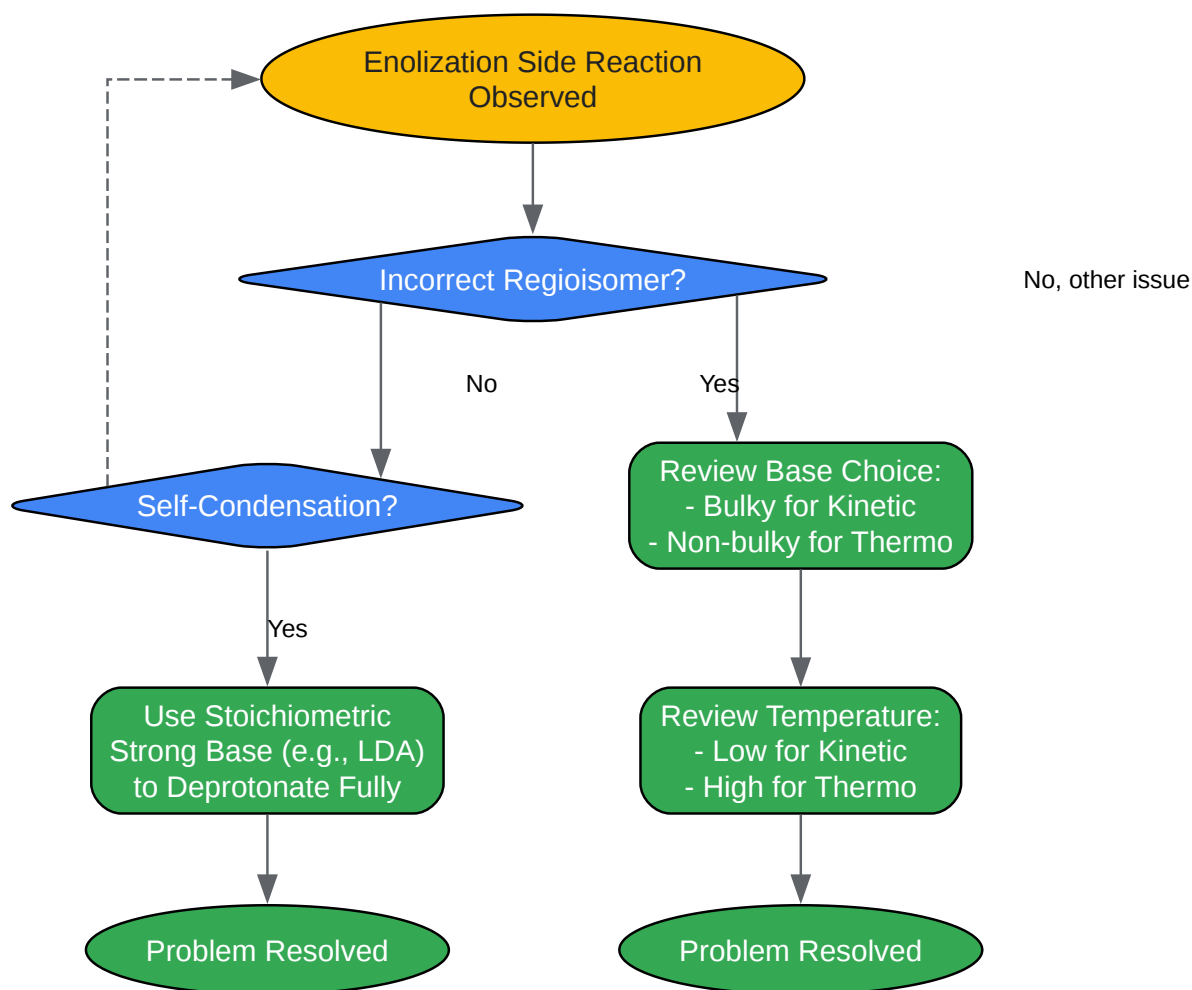 Enolization Side Reaction
Observed
Incorrect Regioisomer?
No, other issue
No
Yes
Self-Condensation?
Review Base Choice:
- Bulky for Kinetic
- Non-bulky for Thermo
Yes
Use Stoichiometric
Strong Base (e.g., LDA)
to Deprotonate Fully
Review Temperature:
- Low for Kinetic
- High for Thermo
Problem Resolved
Problem Resolved